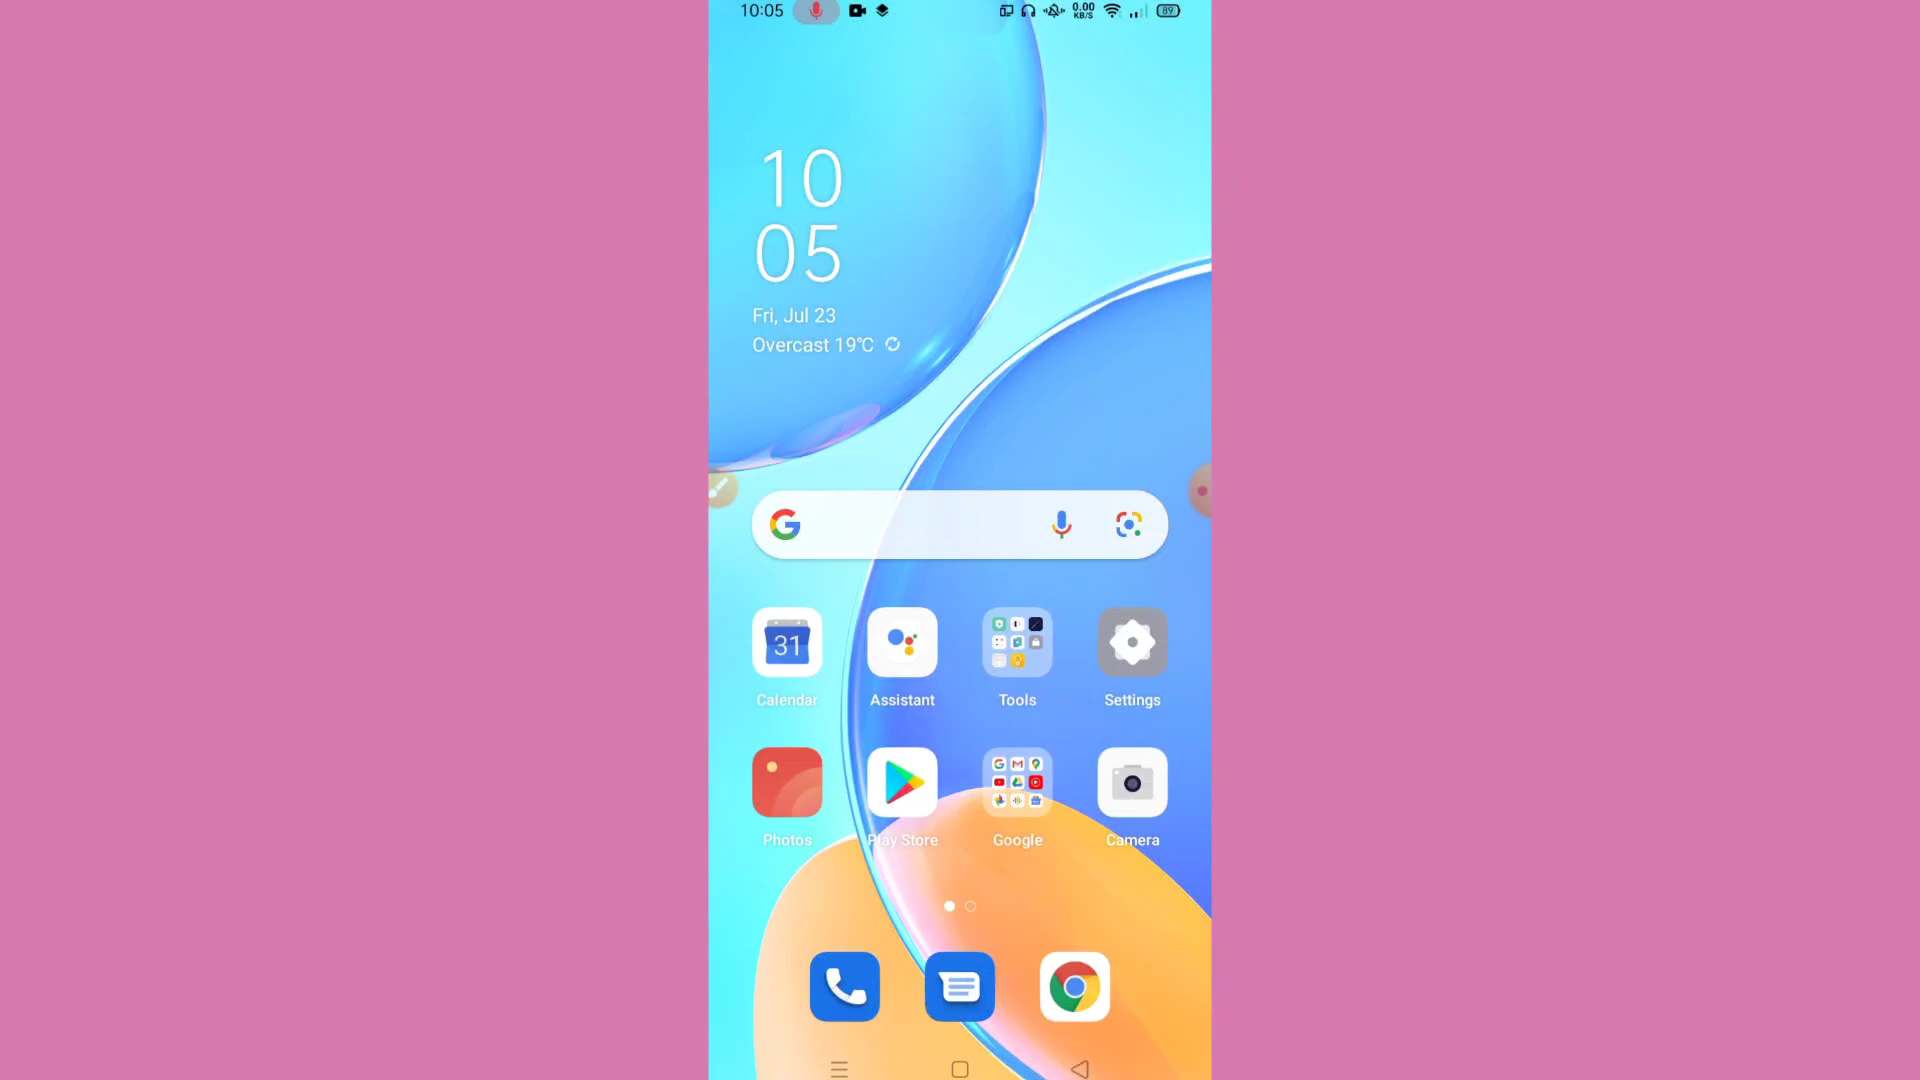 10:05
0.00
KB/S
89
10
05
Fri, Jul 23
Overcast 19℃
G
31
Calendar
Assistant
Tools
Settings
Photos
Play Store
Google
Camera